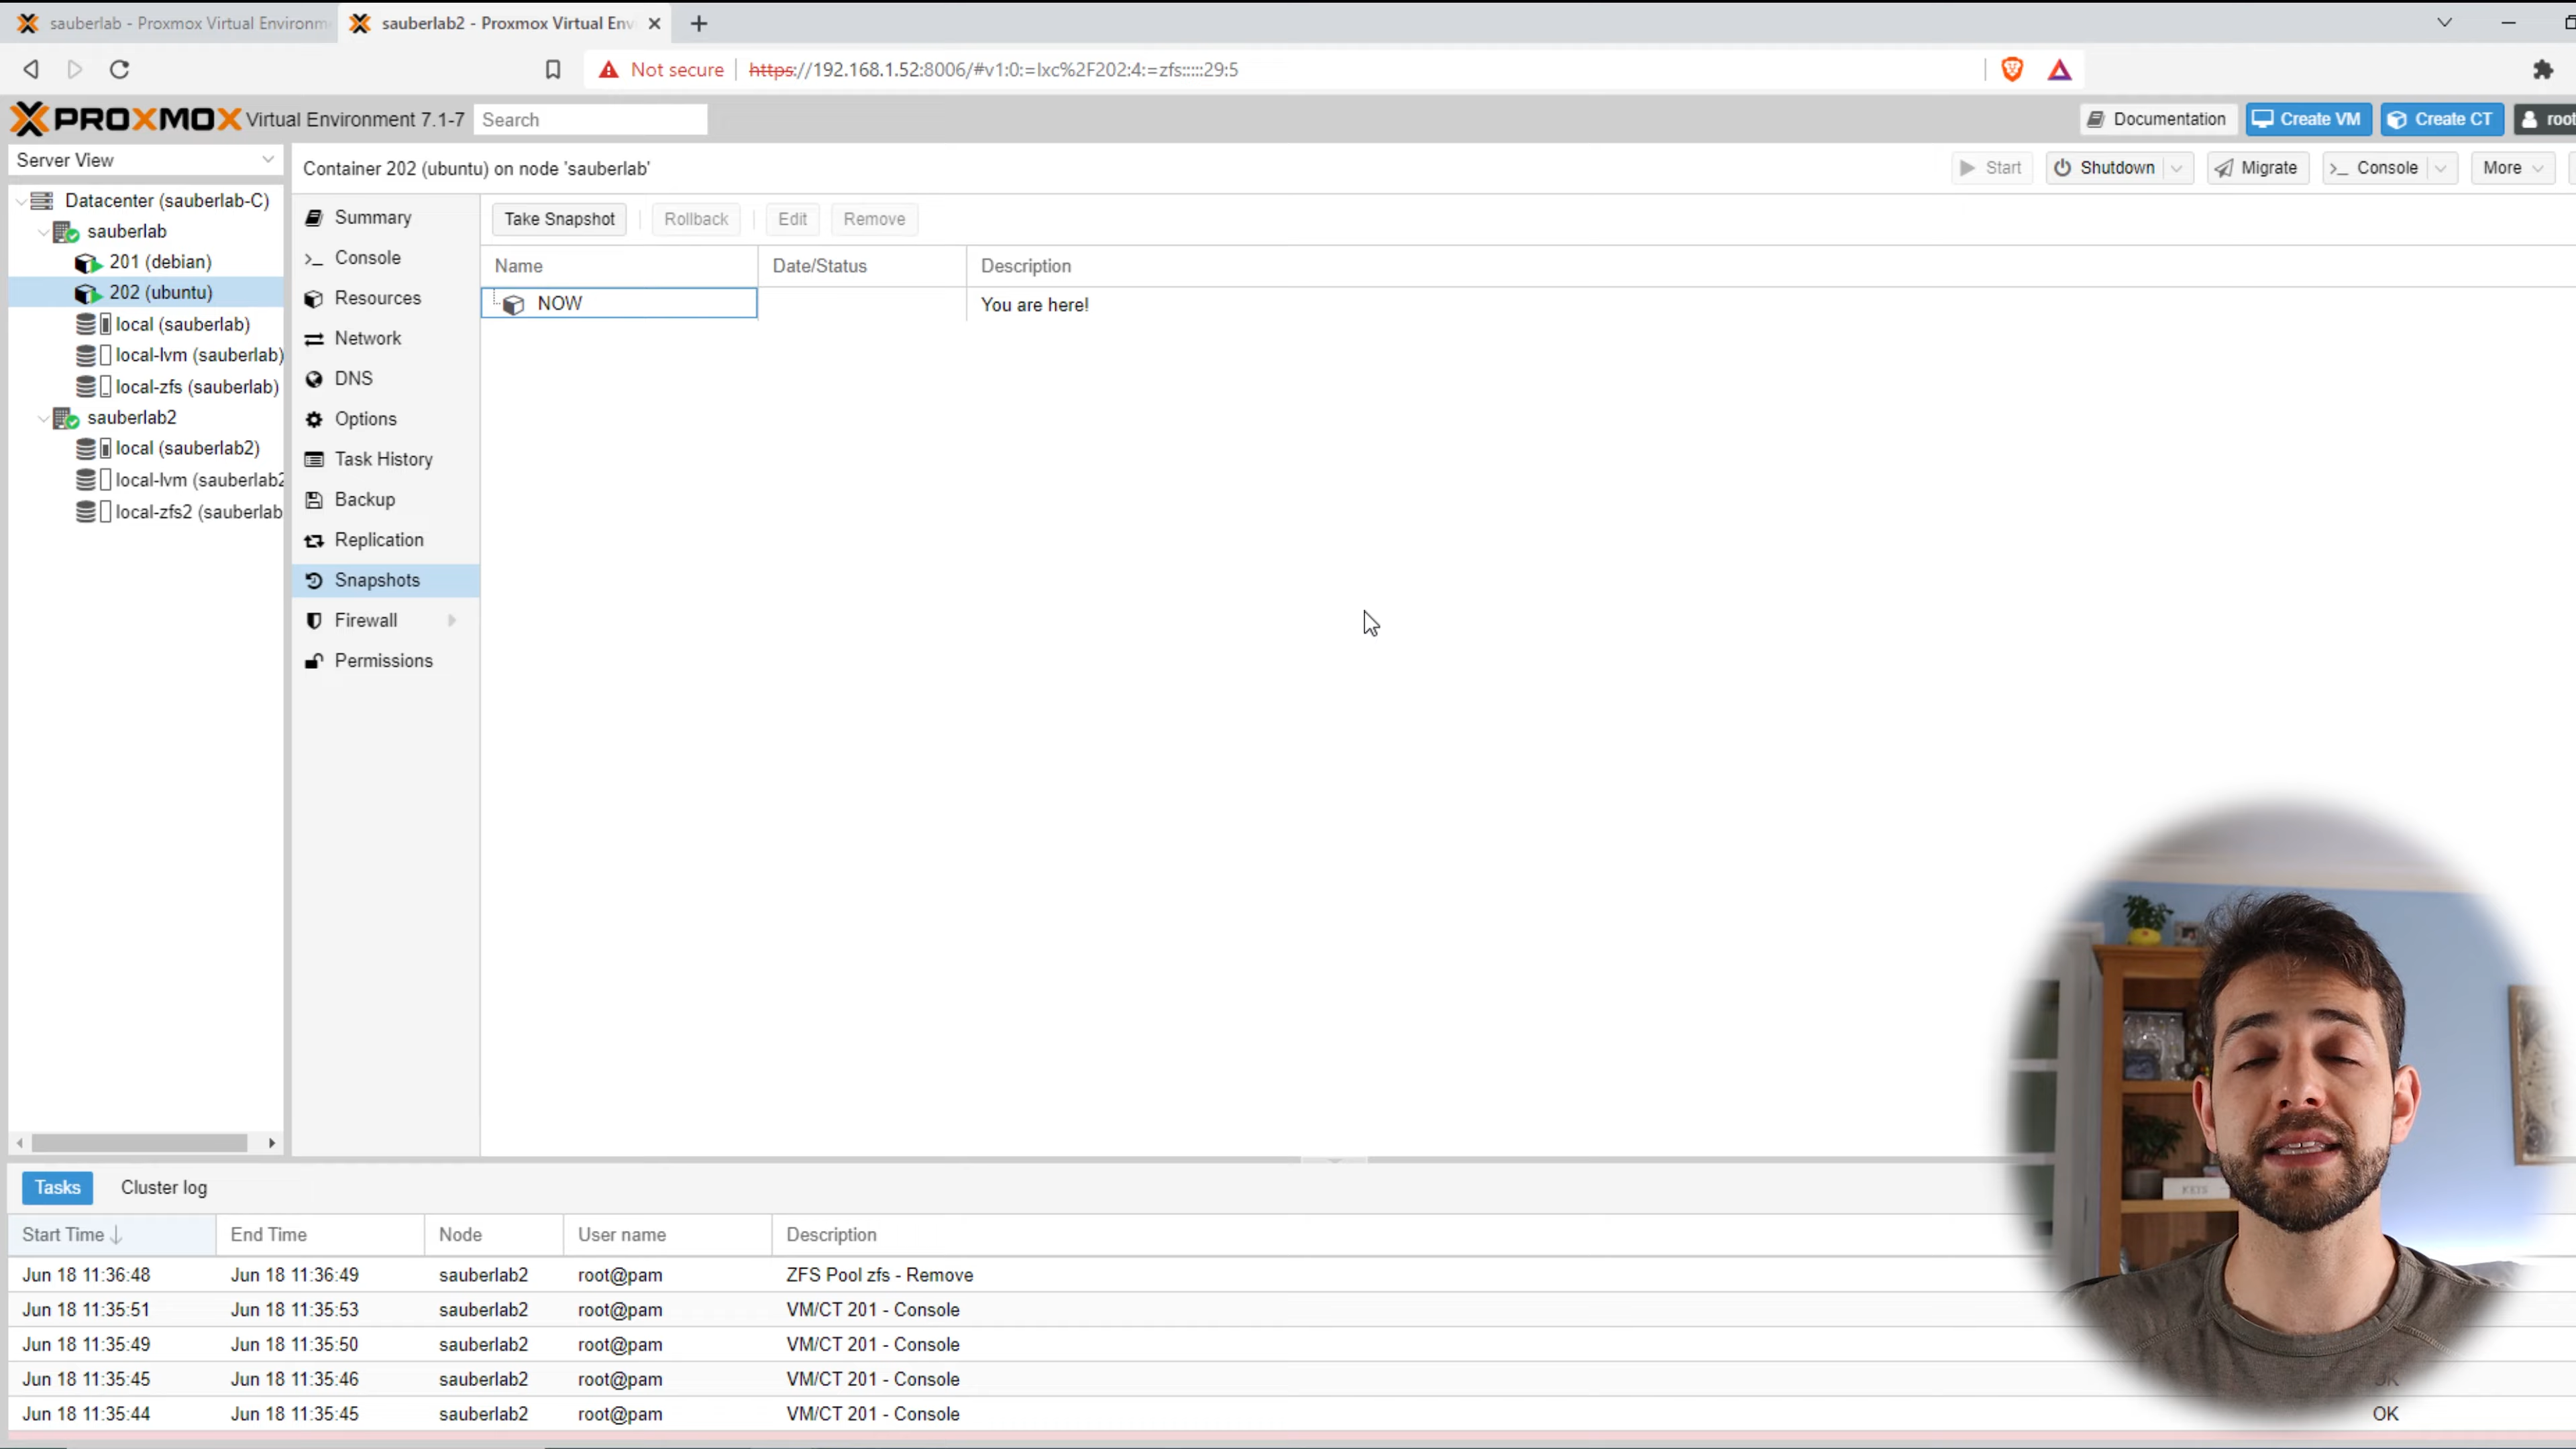 sauberlab - Proxmox Virtual Environm
sauberlab2 - Proxmox Virtual Env
Not secure
https://192.168.1.52:8006/#v1:0:=lxc%2F202:4:=zfs:::::29:5
PROXMOX Virtual Environment 7.1-7
Search
Documentation
Create VM
Create CT
root
Server View
Container 202 (ubuntu) on node 'sauberlab'
Start
Shutdown
Migrate
Console
More
Datacenter (sauberlab-C)
sauberlab
201 (debian)
202 (ubuntu)
local (sauberlab)
local-lvm (sauberlab)
local-zfs (sauberlab)
sauberlab2
local (sauberlab2)
local-lvm (sauberlab2
local-zfs2 (sauberlab
Summary
Console
Resources
Network
DNS
Options
Task History
Backup
Replication
Snapshots
Firewall
Permissions
Take Snapshot
Rollback
Edit
Remove
Name
Date/Status
Description
NOW
You are here!
KEYS
Tasks
Cluster log
Start Time
End Time
Node
User name
Description
Jun 18 11:36:48 Jun 18 11:36:49 sauberlab2 root@pam ZFS Pool zfs - Remove
Jun 18 11:35:51 Jun 18 11:35:53 sauberlab2 root@pam VM/CT 201 - Console
Jun 18 11:35:49 Jun 18 11:35:50 sauberlab2 root@pam VM/CT 201 - Console
Jun 18 11:35:45 Jun 18 11:35:46 sauberlab2 root@pam VM/CT 201 - Console OK
Jun 18 11:35:44 Jun 18 11:35:45 sauberlab2 root@pam VM/CT 201 - Console OK